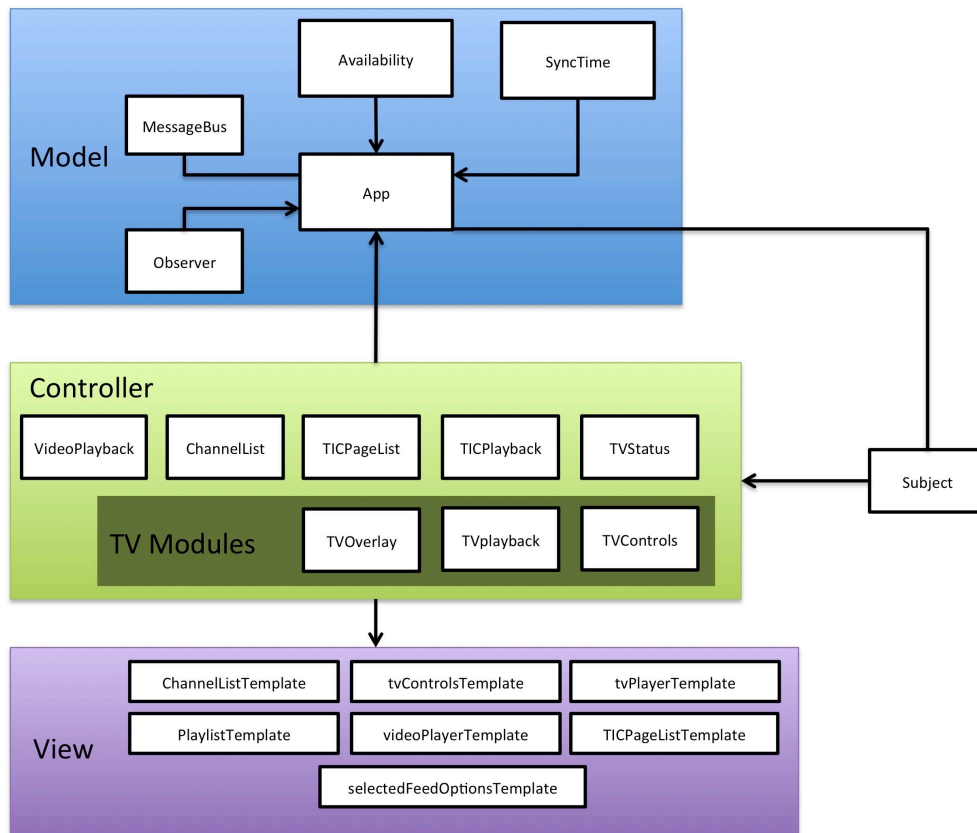 Availability
SyncTime
MessageBus
Model
App
Observer
Controller
VideoPlayback
ChannelList
TICPageList
TICPlayback
TVStatus
Subject
TV Modules
TVOverlay
TVplayback
TVControls
ChannelListTemplate
tvControlsTemplate
tvPlayerTemplate
PlaylistTemplate
videoPlayerTemplate
TICPageListTemplate
View
selectedFeedOptionsTemplate